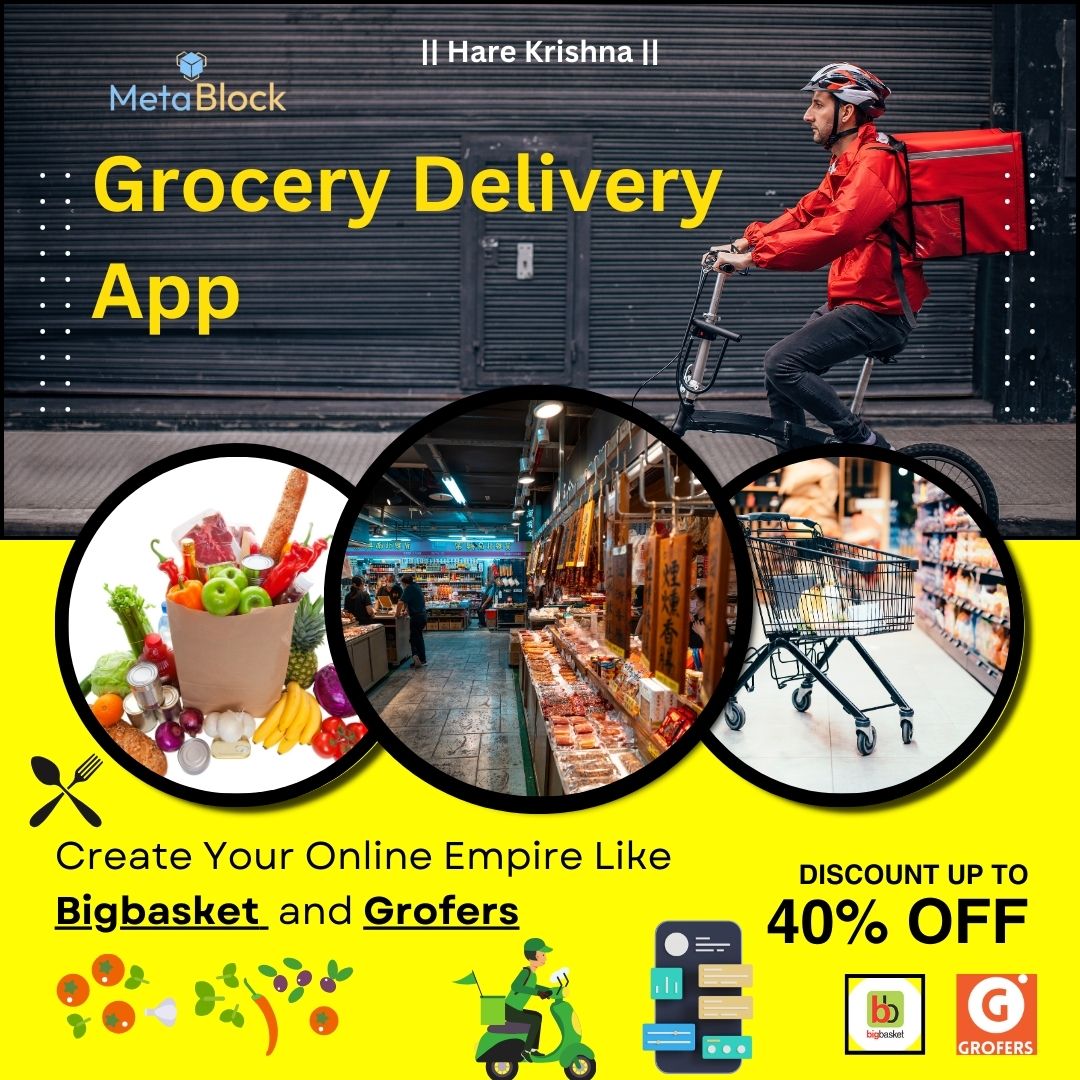 || Hare Krishna ||
MetaBlock
Grocery Delivery
App
Create Your Online Empire Like
Bigbasket and Grofers
DISCOUNT UP TO
40% OFF
bb
bigbasket
G
GROFERS